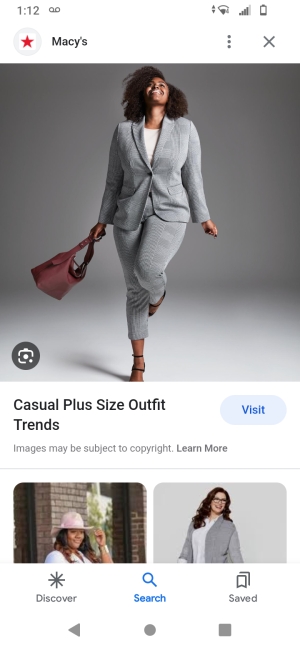 1:12
Macy's
Casual Plus Size Outfit
Trends
Visit
Images may be subject to copyright. Learn More
Discover
Search
Saved